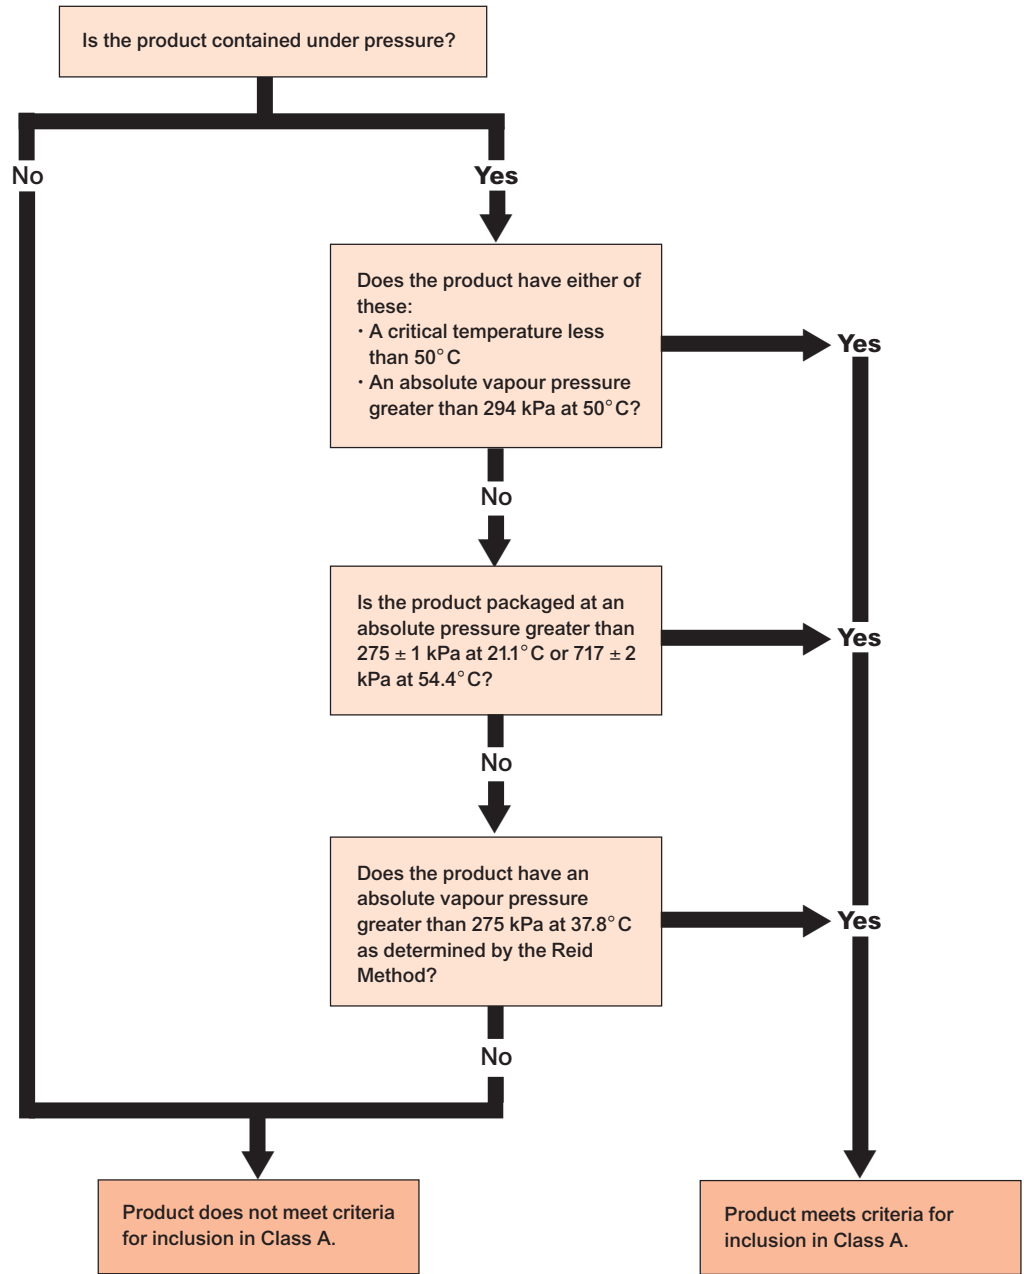 Is the product contained under pressure?
No
Yes
Does the product have either of
these:
· A critical temperature less
than 50°C
· An absolute vapour pressure
greater than 294 kPa at 50°C?
Yes
No
Is the product packaged at an
absolute pressure greater than
275 ± 1 kPa at 21.1°C or 717 ± 2
kPa at 54.4°C?
Yes
No
Does the product have an
absolute vapour pressure
greater than 275 kPa at 37.8°C
as determined by the Reid
Method?
Yes
No
Product does not meet criteria
for inclusion in Class A.
Product meets criteria for
inclusion in Class A.